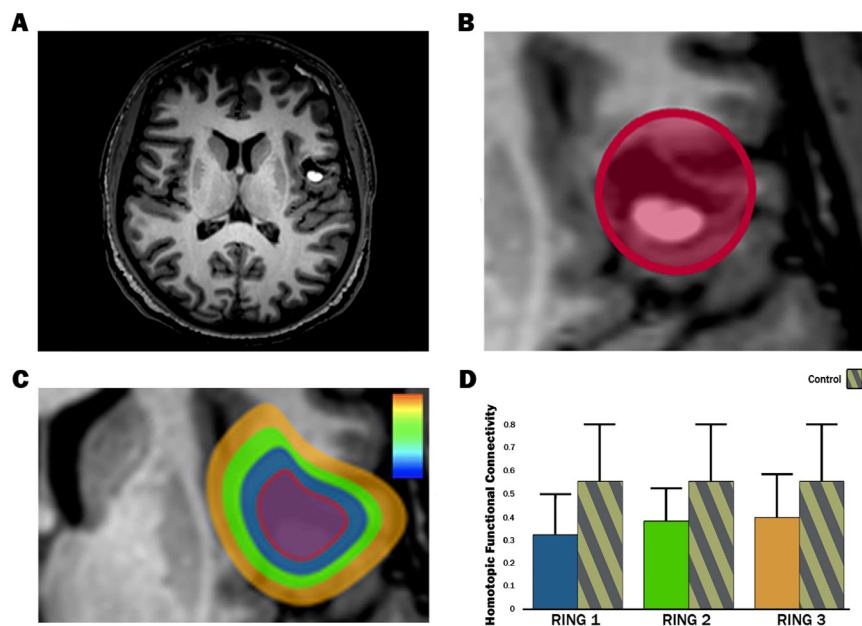 A
B
C
D
Control
Homotopic Functional Connectivity
0.8
0.7
0.6
0.5
0.4
0.3
0.2
0.1
0
RING 1
RING 2
RING 3